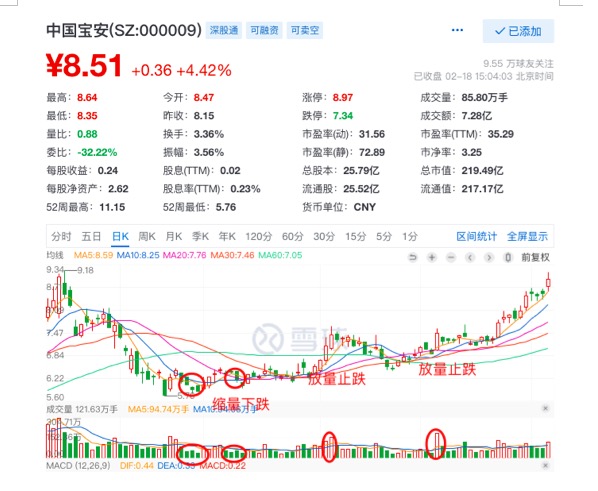 中国宝安(SZ:000009) 深股通 可融资 可卖空 ··· ✓ 已添加
¥8.51 +0.36 +4.42%
9.55 万球友关注
已收盘 02-18 15:04:03 北京时间
最高：8.64 今开：8.47 涨停：8.97 成交量：85.80万手
最低：8.35 昨收：8.15 跌停：7.34 成交额：7.28亿
量比：0.88 换手：3.36% 市盈率(动)：31.56 市盈率(TTM)：35.29
委比：-32.22% 振幅：3.56% 市盈率(静)：72.89 市净率：3.25
每股收益：0.24 股息(TTM)：0.02 总股本：25.79亿 总市值：219.49亿
每股净资产：2.62 股息率(TTM)：0.23% 流通股：25.52亿 流通值：217.17亿
52周最高：11.15 52周最低：5.76 货币单位：CNY
分时 五日 日K 周K 月K 季K 年K 120分 60分 30分 15分 5分 1分 区间统计 全屏显示
均线 MA5:8.59 MA10:8.25 MA20:7.76 MA30:7.46 MA60:7.05 前复权
9.34 9.18
7.47
6.84
6.22
5.60
雪
放量止跌
放量止跌
缩量下跌
成交量 121.63万手 MA5:94.74万手
MACD (12,26,9) DIF:0.44 DEA:0.33 MACD:0.22